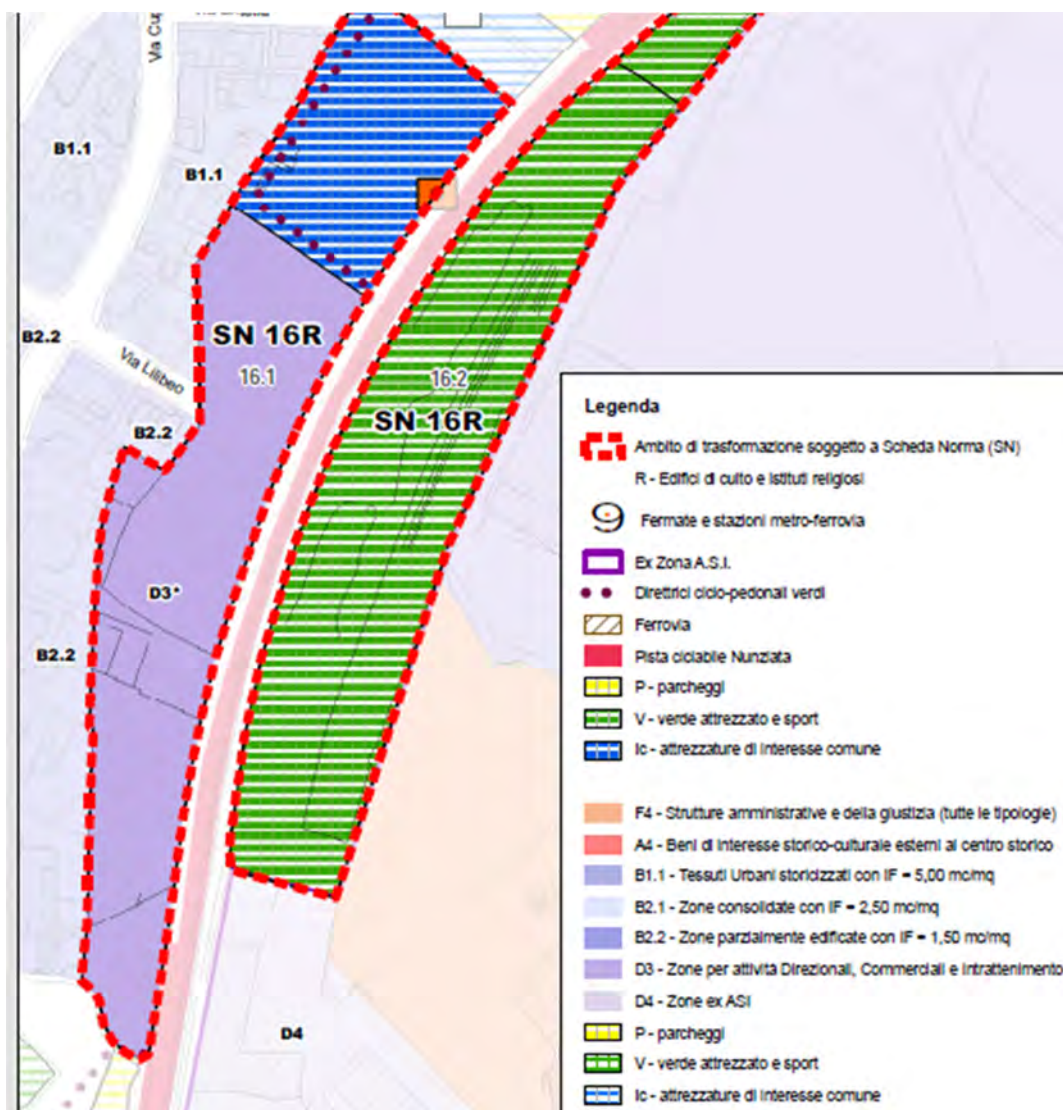 Via Cup
B1.1
B1.1
B2.2
Via Lilibeo
SN 16R
16:1
16:2
SN 16R
B2.2
D3*
B2.2
D4
Legenda
Ambito di trasformazione soggetto a Scheda Norma (SN)
R - Edifici di culto e istituti religiosi
Fermate e stazioni metro-ferrovia
Ex Zona A.S.I.
Direttrici ciclo-pedonali verdi
Ferrovia
Pista ciclabile Nunziata
P - parcheggi
V - verde attrezzato e sport
Ic - attrezzature di interesse comune
F4 - Strutture amministrative e della giustizia (tutte le tipologie)
A4 - Beni di interesse storico-culturale esterni al centro storico
B1.1 - Tessuti Urbani storicizzati con IF = 5,00 mc/mq
B2.1 - Zone consolidate con IF = 2,50 mc/mq
B2.2 - Zone parzialmente edificate con IF = 1,50 mc/mq
D3 - Zone per attività Direzionali, Commerciali e Intrattenimento
D4 - Zone ex ASI
P - parcheggi
V - verde attrezzato e sport
Ic - attrezzature di interesse comune